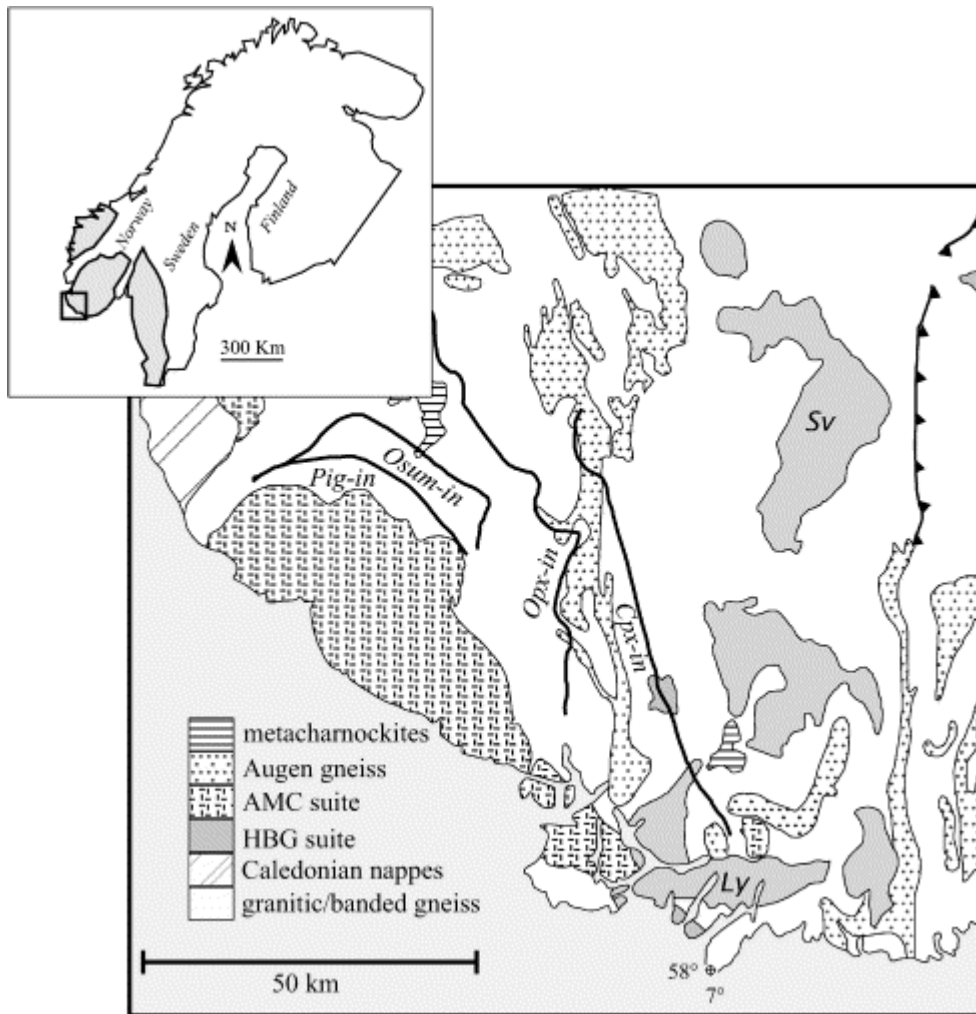 Norway
Sweden
Finland
N
300 Km
Sv
Osum-in
Pig-in
Opx-in
Cpx-in
metacharnockites
Augen gneiss
AMC suite
HBG suite
Caledonian nappes
granitic/banded gneiss
Ly
50 km
58°
7°